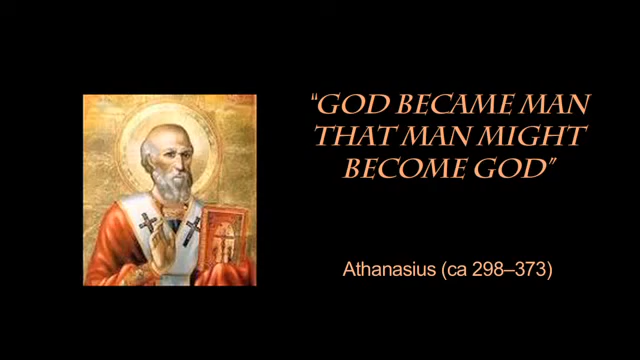 “GOD BECAME MAN
THAT MAN MIGHT
BECOME GOD”
Athanasius (ca 298–373)